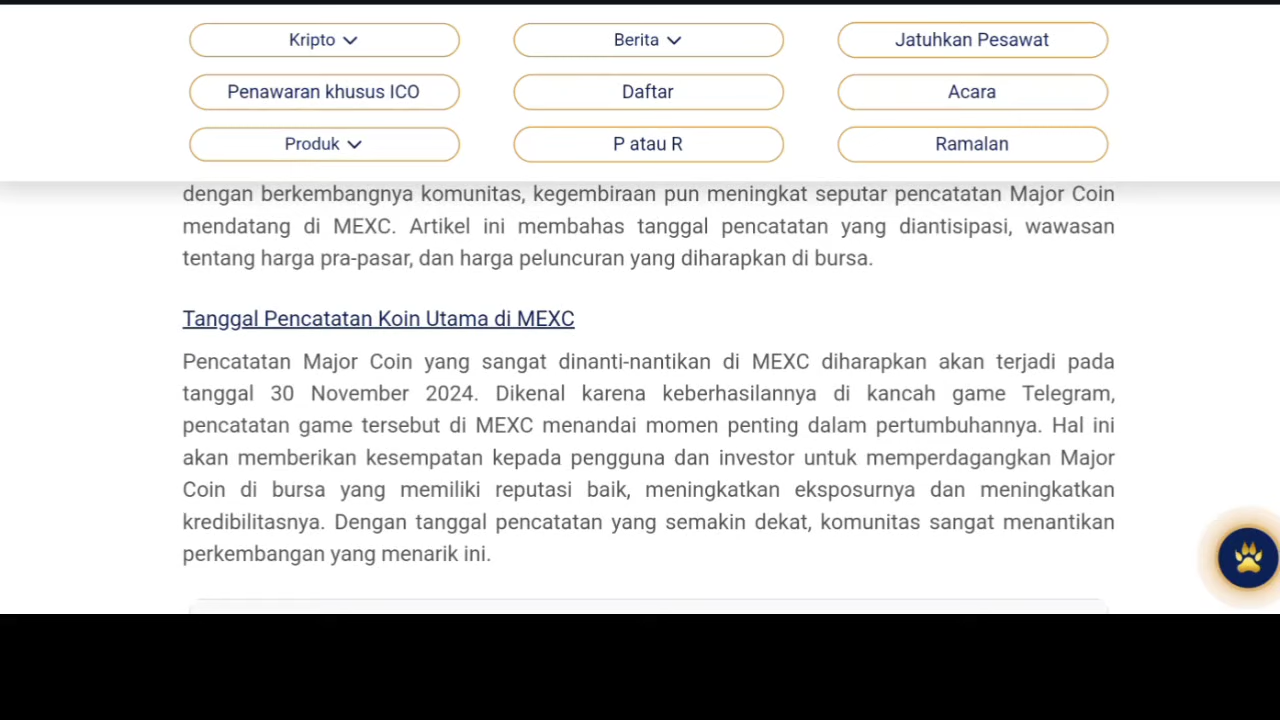 Kripto
Berita
Jatuhkan Pesawat
Penawaran khusus ICO
Daftar
Acara
Produk
P atau R
Ramalan
dengan berkembangnya komunitas, kegembiraan pun meningkat seputar pencatatan Major Coin
mendatang di MEXC. Artikel ini membahas tanggal pencatatan yang diantisipasi, wawasan
tentang harga pra-pasar, dan harga peluncuran yang diharapkan di bursa.
Tanggal Pencatatan Koin Utama di MEXC
Pencatatan Major Coin yang sangat dinanti-nantikan di MEXC diharapkan akan terjadi pada
tanggal 30 November 2024. Dikenal karena keberhasilannya di kancah game Telegram,
pencatatan game tersebut di MEXC menandai momen penting dalam pertumbuhannya. Hal ini
akan memberikan kesempatan kepada pengguna dan investor untuk memperdagangkan Major
Coin di bursa yang memiliki reputasi baik, meningkatkan eksposurnya dan meningkatkan
kredibilitasnya. Dengan tanggal pencatatan yang semakin dekat, komunitas sangat menantikan
perkembangan yang menarik ini.